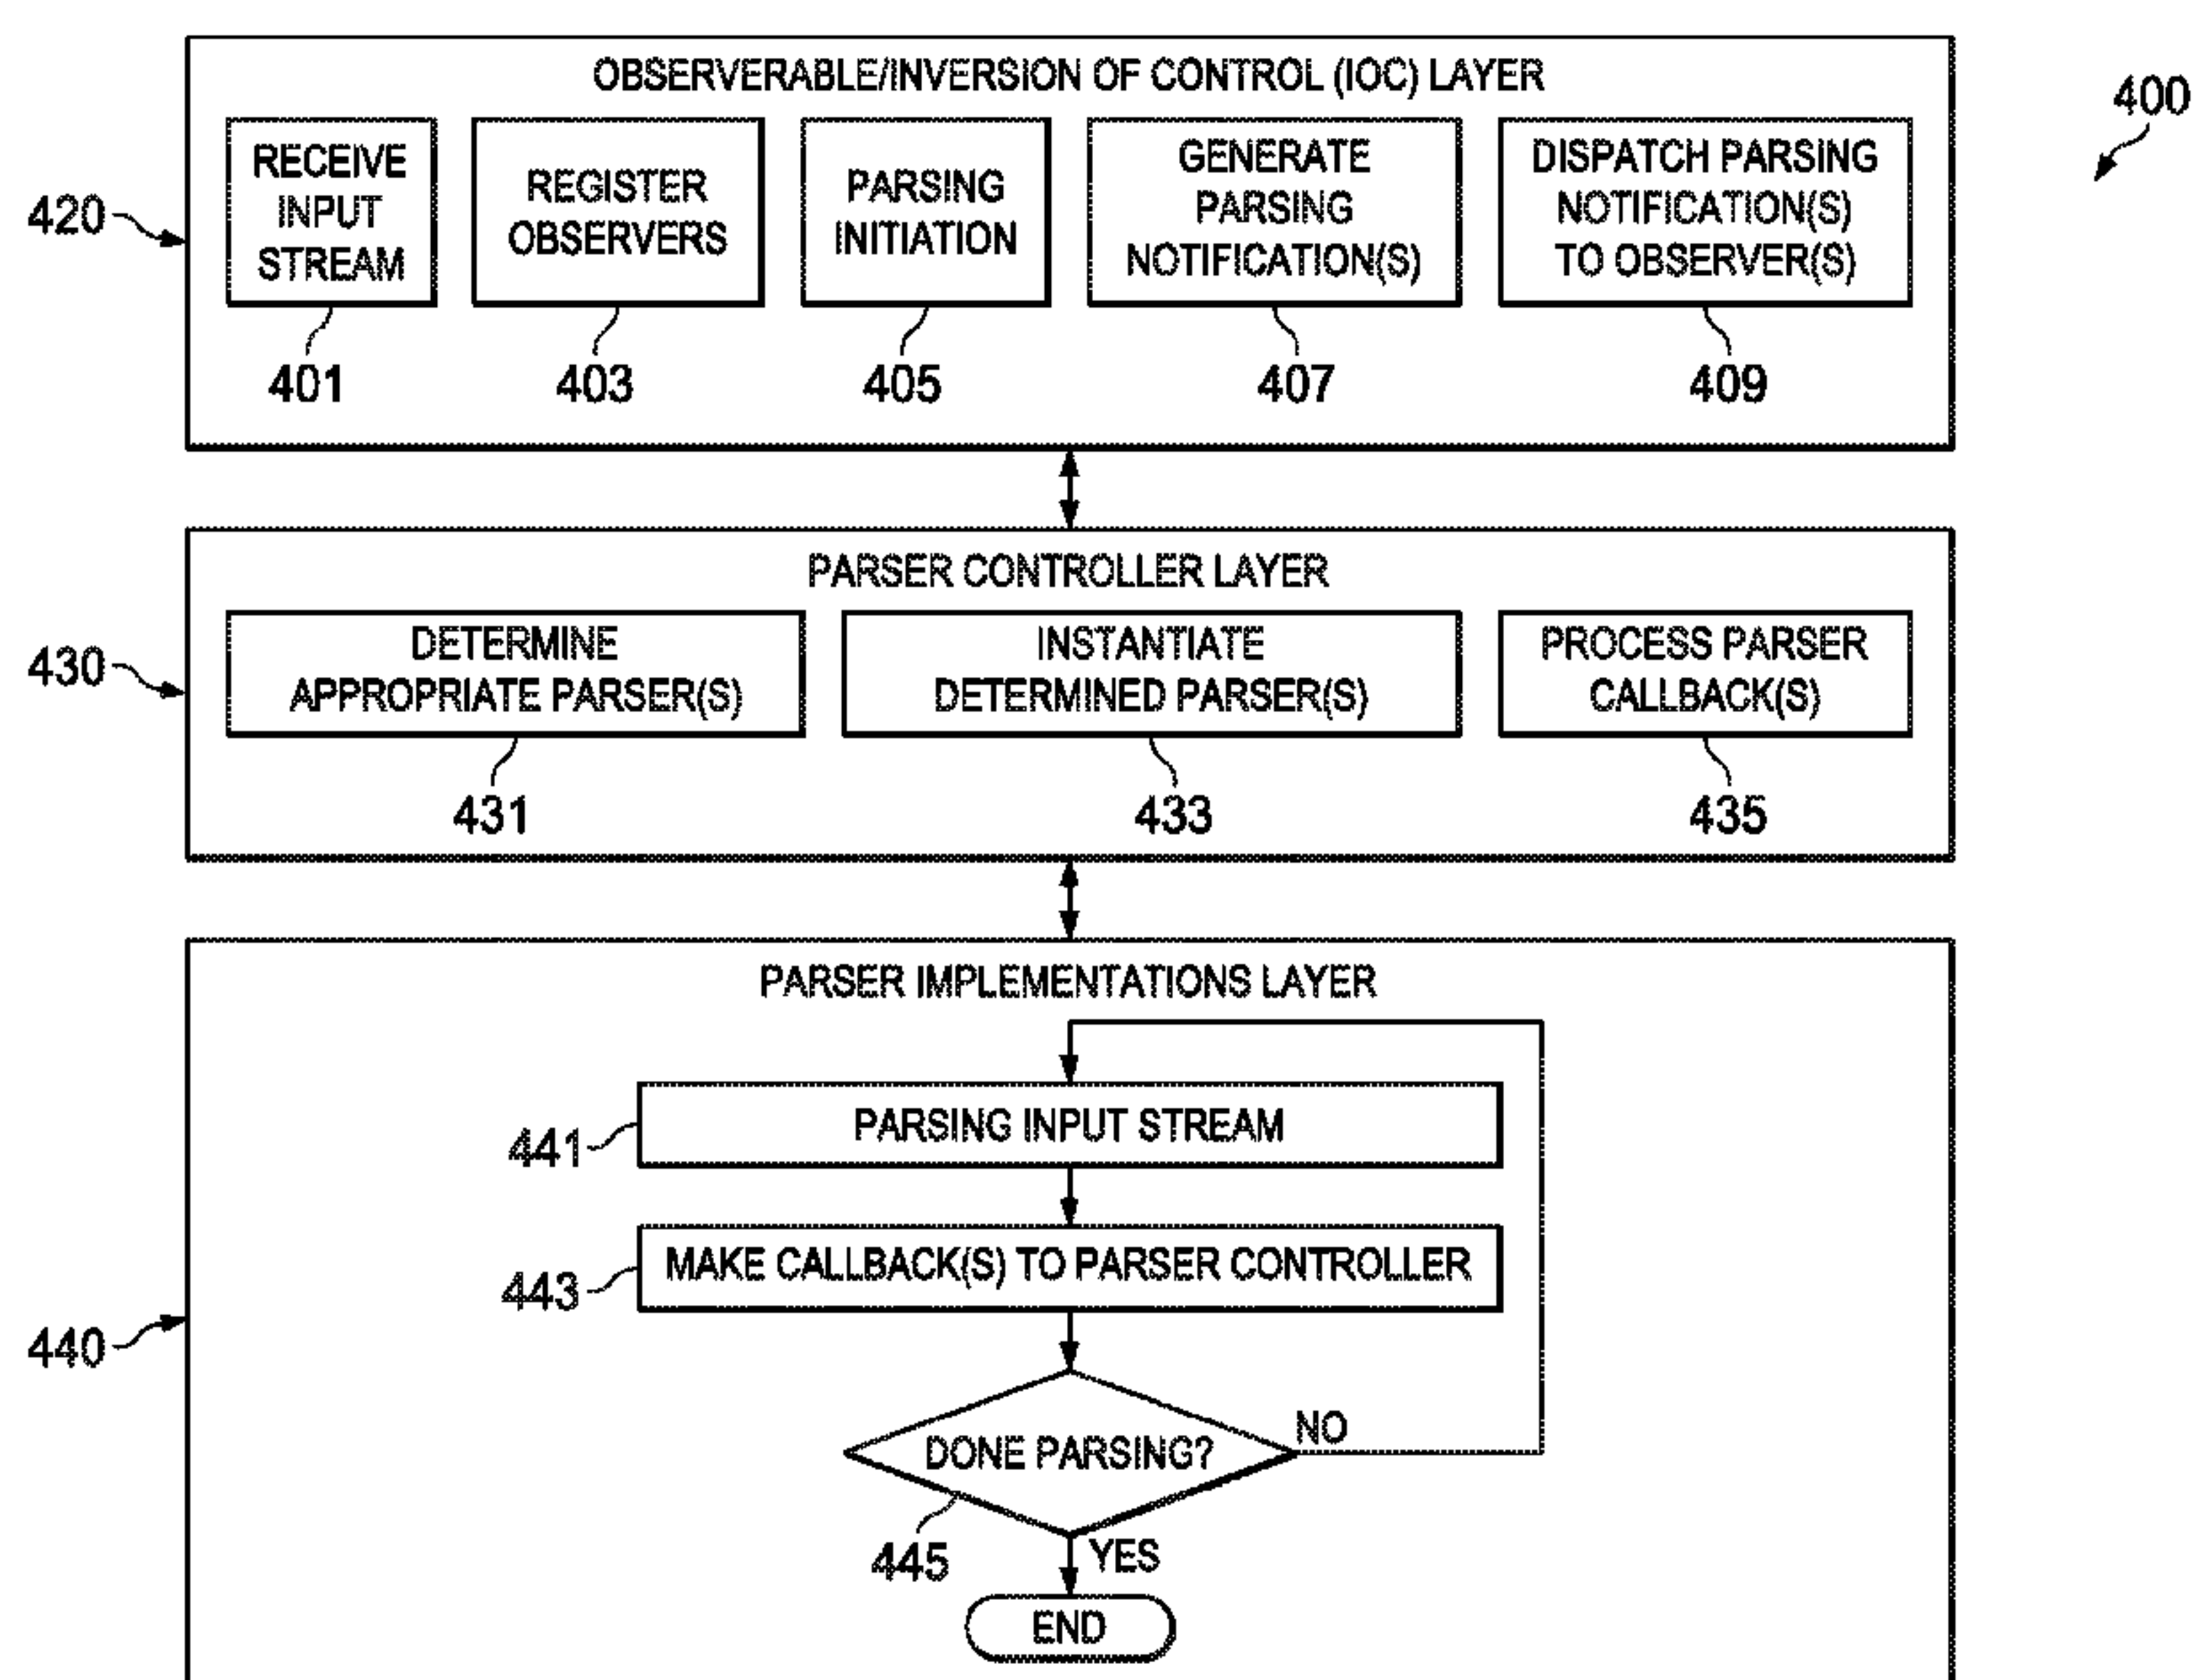 OBSERVERABLE/INVERSION OF CONTROL (IOC) LAYER
400
RECEIVE
INPUT
STREAM
REGISTER
OBSERVERS
PARSING
INITIATION
GENERATE
PARSING
NOTIFICATION(S)
DISPATCH PARSING
NOTIFICATION(S)
TO OBSERVER(S)
420
401
403
405
407
409
PARSER CONTROLLER LAYER
430
DETERMINE
APPROPRIATE PARSER(S)
INSTANTIATE
DETERMINED PARSER(S)
PROCESS PARSER
CALLBACK(S)
431
433
435
PARSER IMPLEMENTATIONS LAYER
PARSING INPUT STREAM
441
MAKE CALLBACK(S) TO PARSER CONTROLLER
443
440
DONE PARSING?
NO
445
YES
END